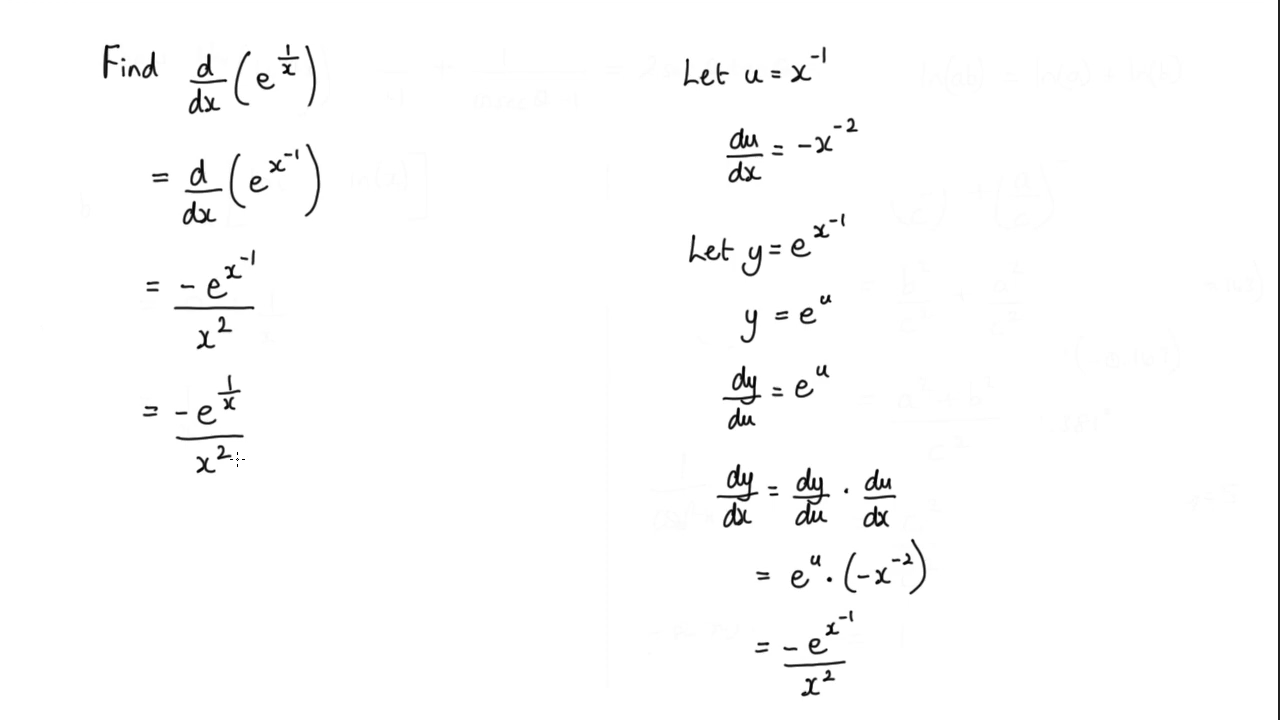 Find d/dx (e^(1/x))
= d/dx (e^(x^-1))
= -e^(x^-1) / x^2
= -e^(1/x) / x^2
Let u = x^-1
du/dx = -x^-2
Let y = e^(x^-1)
y = e^u
dy/du = e^u
dy/dx = dy/du · du/dx
= e^u · (-x^-2)
= -e^(x^-1) / x^2